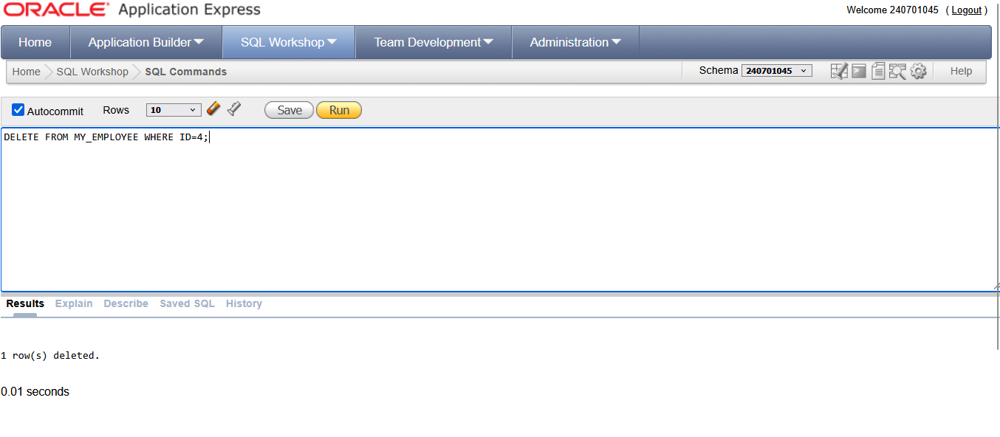 ORACLE Application Express
Welcome 240701045 ( Logout )
Home Application Builder SQL Workshop Team Development Administration
Home SQL Workshop SQL Commands Schema 240701045 Help
Autocommit Rows 10 Save Run
DELETE FROM MY_EMPLOYEE WHERE ID=4;
Results Explain Describe Saved SQL History
1 row(s) deleted.
0.01 seconds